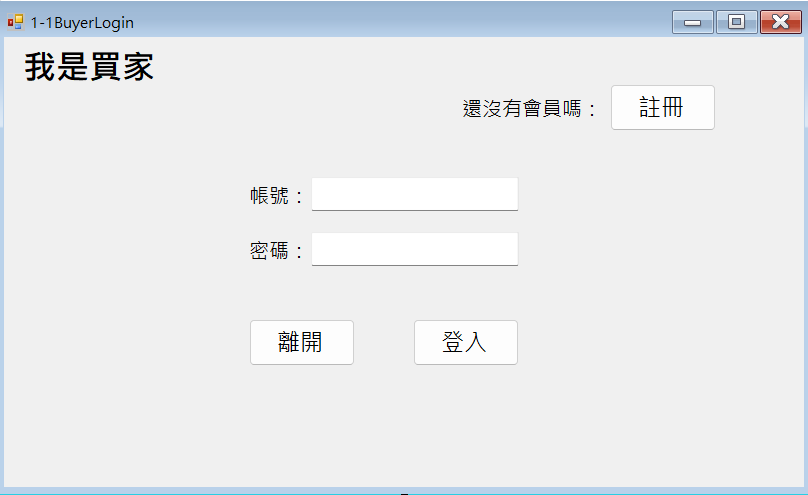 1-1BuyerLogin
我是買家
還沒有會員嗎： 註冊
帳號：
密碼：
離開 登入